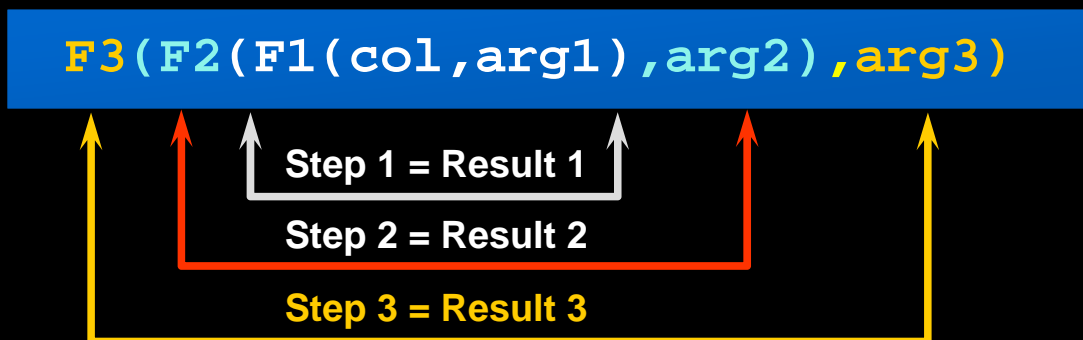 F3(F2(F1(col,arg1),arg2),arg3)
Step 1 = Result 1
Step 2 = Result 2
Step 3 = Result 3